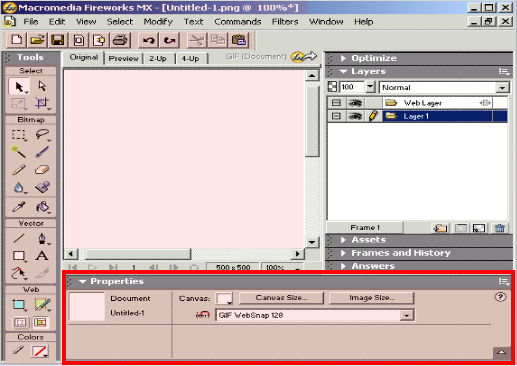 Macromedia Fireworks MX - [Untitled-1.png @ 100%*]
File Edit View Select Modify Text Commands Filters Window Help
Tools
Select
Bitmap
Vector
Web
Colors
Original Preview 2-Up 4-Up GIF (Document)
1 500 x 500 100%
Optimize
Layers
100 Normal
Web Layer
Layer 1
Frame 1
Assets
Frames and History
Answers
Properties
Document Canvas: Canvas Size... Image Size...
Untitled-1 GIF WebSnap 128